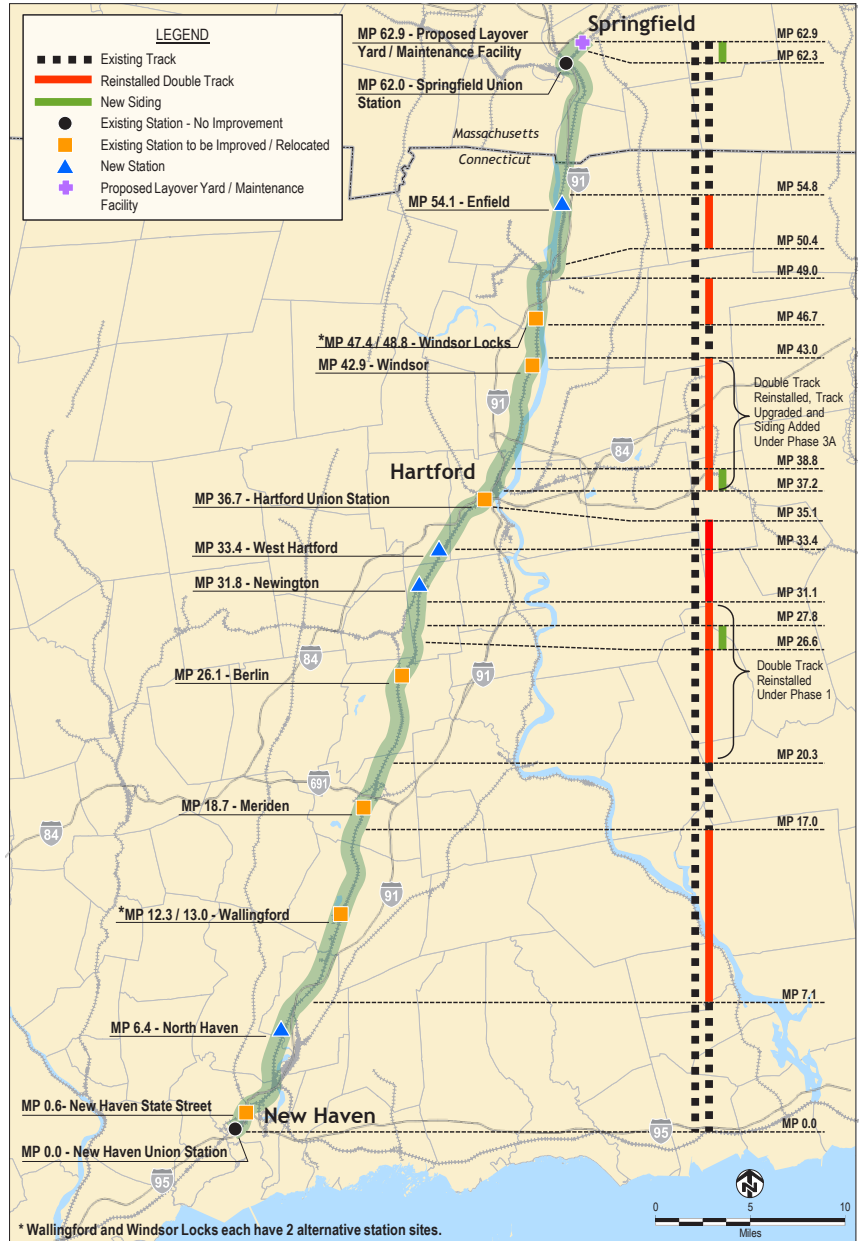 LEGEND
Existing Track
Reinstalled Double Track
New Siding
Existing Station - No Improvement
Existing Station to be Improved / Relocated
New Station
Proposed Layover Yard / Maintenance
Facility
Springfield
MP 62.9 - Proposed Layover
Yard / Maintenance Facility
MP 62.0 - Springfield Union
Station
Massachusetts
Connecticut
91
MP 54.1 - Enfield
*MP 47.4 / 48.8 - Windsor Locks
MP 42.9 - Windsor
91
84
Hartford
MP 36.7 - Hartford Union Station
MP 33.4 - West Hartford
MP 31.8 - Newington
84
91
MP 26.1 - Berlin
691
MP 18.7 - Meriden
84
91
*MP 12.3 / 13.0 - Wallingford
MP 6.4 - North Haven
MP 0.6- New Haven State Street
New Haven
MP 0.0 - New Haven Union Station
95
95
MP 62.9
MP 62.3
MP 54.8
MP 50.4
MP 49.0
MP 46.7
MP 43.0
Double Track
Reinstalled, Track
Upgraded and
Siding Added
Under Phase 3A
MP 38.8
MP 37.2
MP 35.1
MP 33.4
MP 31.1
MP 27.8
MP 26.6
Double Track
Reinstalled
Under Phase 1
MP 20.3
MP 17.0
MP 7.1
MP 0.0
N
0 5 10
Miles
* Wallingford and Windsor Locks each have 2 alternative station sites.